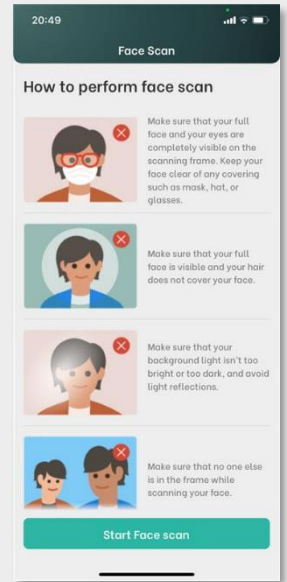 20:49
Face Scan
How to perform face scan
Make sure that your full
face and your eyes are
completely visible on the
scanning frame. Keep your
face clear of any covering
such as mask, hat, or
glasses.
Make sure that your full
face is visible and your hair
does not cover your face.
Make sure that your
background light isn't too
bright or too dark, and avoid
light reflections.
Make sure that no one else
is in the frame while
scanning your face.
Start Face scan